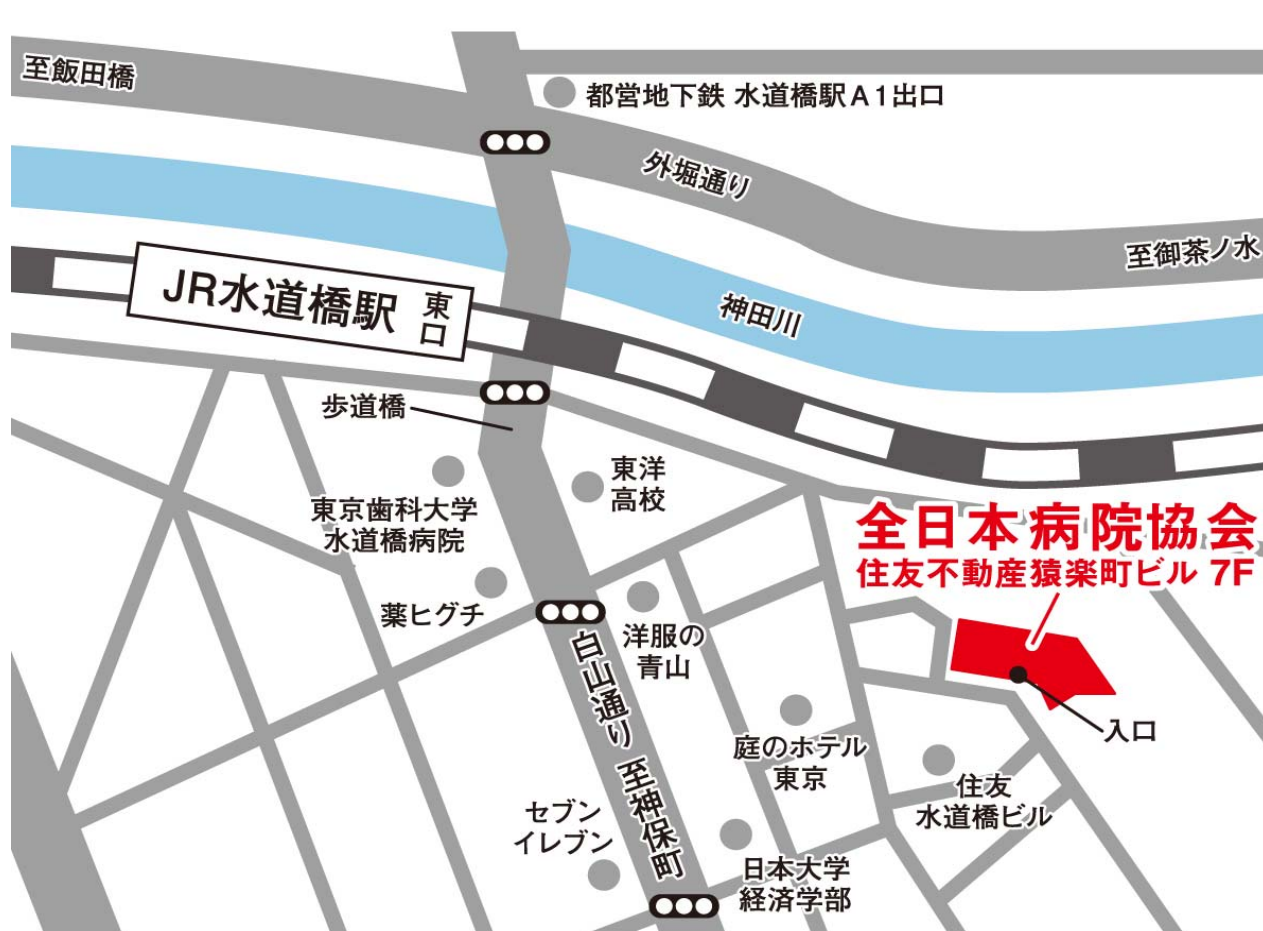 至飯田橋
都営地下鉄 水道橋駅A1出口
外堀通り
至御茶ノ水
JR水道橋駅 東口
神田川
歩道橋
東洋
高校
東京歯科大学
水道橋病院
全日本病院協会
住友不動産猿楽町ビル 7F
薬ヒグチ
洋服の
青山
白山通り 至神保町
入口
庭のホテル
東京
住友
水道橋ビル
セブン
イレブン
日本大学
経済学部